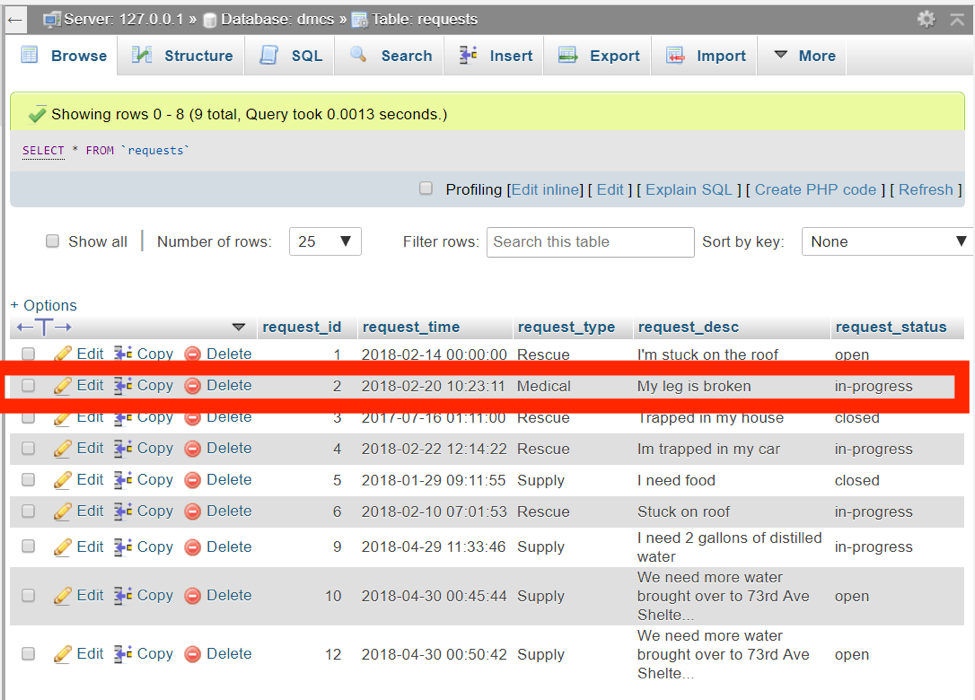 Server: 127.0.0.1 » Database: dmcs » Table: requests
Browse Structure SQL Search Insert Export Import More
Showing rows 0 - 8 (9 total, Query took 0.0013 seconds.)
SELECT * FROM `requests`
Profiling [Edit inline] [ Edit ] [ Explain SQL ] [ Create PHP code ] [ Refresh ]
Show all Number of rows: 25 Filter rows: Search this table Sort by key: None
+ Options
←T→ request_id request_time request_type request_desc request_status
Edit Copy Delete 1 2018-02-14 00:00:00 Rescue I'm stuck on the roof open
Edit Copy Delete 2 2018-02-20 10:23:11 Medical My leg is broken in-progress
Edit Copy Delete 3 2017-07-16 01:11:00 Rescue Trapped in my house closed
Edit Copy Delete 4 2018-02-22 12:14:22 Rescue Im trapped in my car in-progress
Edit Copy Delete 5 2018-01-29 09:11:55 Supply I need food closed
Edit Copy Delete 6 2018-02-10 07:01:53 Rescue Stuck on roof in-progress
Edit Copy Delete 9 2018-04-29 11:33:46 Supply I need 2 gallons of distilled
water in-progress
Edit Copy Delete 10 2018-04-30 00:45:44 Supply We need more water
brought over to 73rd Ave
Shelte... open
Edit Copy Delete 12 2018-04-30 00:50:42 Supply We need more water
brought over to 73rd Ave
Shelte... open